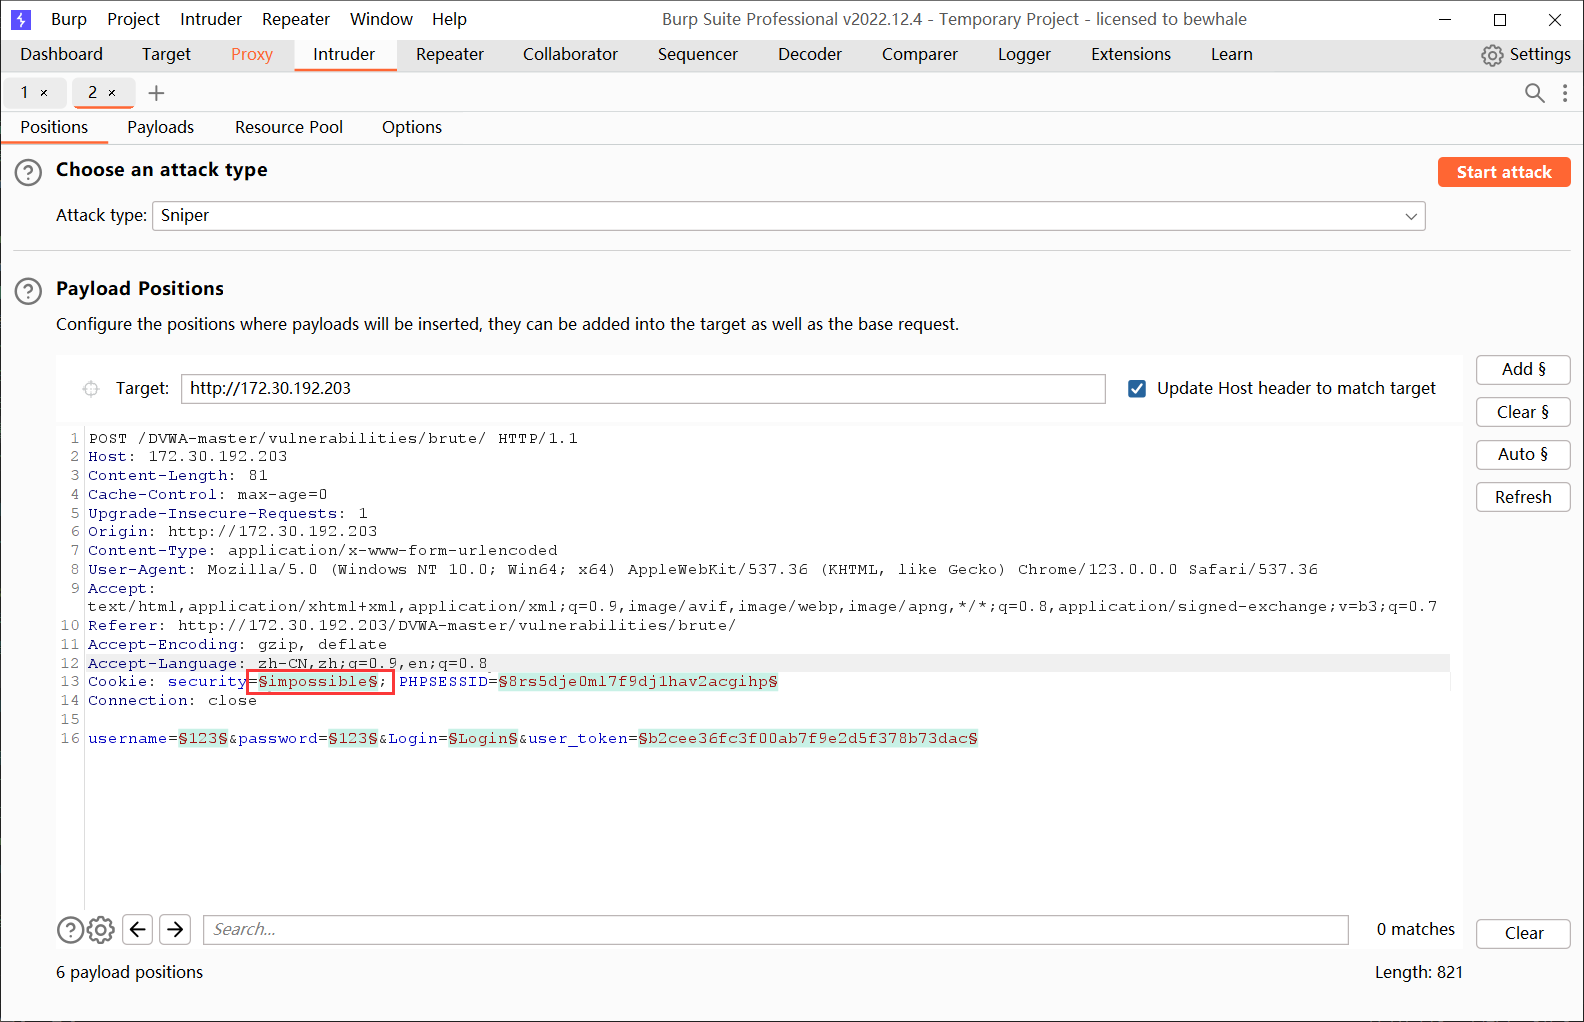 Burp Project Intruder Repeater Window Help Burp Suite Professional v2022.12.4 - Temporary Project - licensed to bewhale
Dashboard Target Proxy Intruder Repeater Collaborator Sequencer Decoder Comparer Logger Extensions Learn Settings
1 × 2 × +
Positions Payloads Resource Pool Options
? Choose an attack type Start attack
Attack type: Sniper
? Payload Positions
Configure the positions where payloads will be inserted, they can be added into the target as well as the base request.
Target: http://172.30.192.203 Update Host header to match target
Add §
Clear §
Auto §
Refresh
1 POST /DVWA-master/vulnerabilities/brute/ HTTP/1.1
2 Host: 172.30.192.203
3 Content-Length: 81
4 Cache-Control: max-age=0
5 Upgrade-Insecure-Requests: 1
6 Origin: http://172.30.192.203
7 Content-Type: application/x-www-form-urlencoded
8 User-Agent: Mozilla/5.0 (Windows NT 10.0; Win64; x64) AppleWebKit/537.36 (KHTML, like Gecko) Chrome/123.0.0.0 Safari/537.36
9 Accept:
text/html,application/xhtml+xml,application/xml;q=0.9,image/avif,image/webp,image/apng,*/*;q=0.8,application/signed-exchange;v=b3;q=0.7
10 Referer: http://172.30.192.203/DVWA-master/vulnerabilities/brute/
11 Accept-Encoding: gzip, deflate
12 Accept-Language: zh-CN,zh;q=0.9,en;q=0.8
13 Cookie: security=§impossible§; PHPSESSID=§8rs5dje0ml7f9dj1hav2acgihp§
14 Connection: close
15
16 username=§123§&password=§123§&Login=§Login§&user_token=§b2cee36fc3f00ab7f9e2d5f378b73dac§
? Search... 0 matches Clear
6 payload positions Length: 821